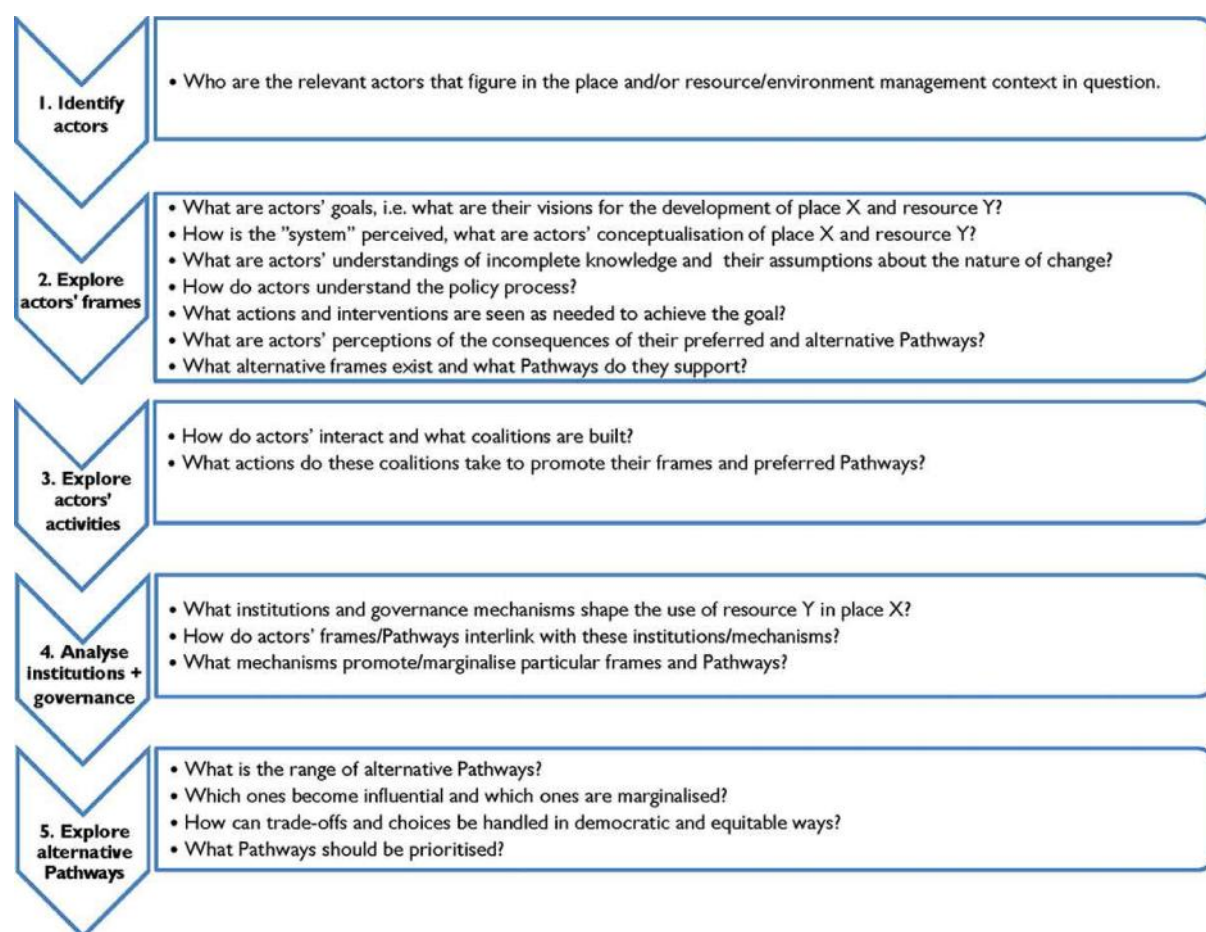 1. Identify
actors
• Who are the relevant actors that figure in the place and/or resource/environment management context in question.
2. Explore
actors' frames
• What are actors' goals, i.e. what are their visions for the development of place X and resource Y?
• How is the "system" perceived, what are actors' conceptualisation of place X and resource Y?
• What are actors' understandings of incomplete knowledge and their assumptions about the nature of change?
• How do actors understand the policy process?
• What actions and interventions are seen as needed to achieve the goal?
• What are actors' perceptions of the consequences of their preferred and alternative Pathways?
• What alternative frames exist and what Pathways do they support?
3. Explore
actors'
activities
• How do actors' interact and what coalitions are built?
• What actions do these coalitions take to promote their frames and preferred Pathways?
4. Analyse
institutions +
governance
• What institutions and governance mechanisms shape the use of resource Y in place X?
• How do actors' frames/Pathways interlink with these institutions/mechanisms?
• What mechanisms promote/marginalise particular frames and Pathways?
5. Explore
alternative
Pathways
• What is the range of alternative Pathways?
• Which ones become influential and which ones are marginalised?
• How can trade-offs and choices be handled in democratic and equitable ways?
• What Pathways should be prioritised?